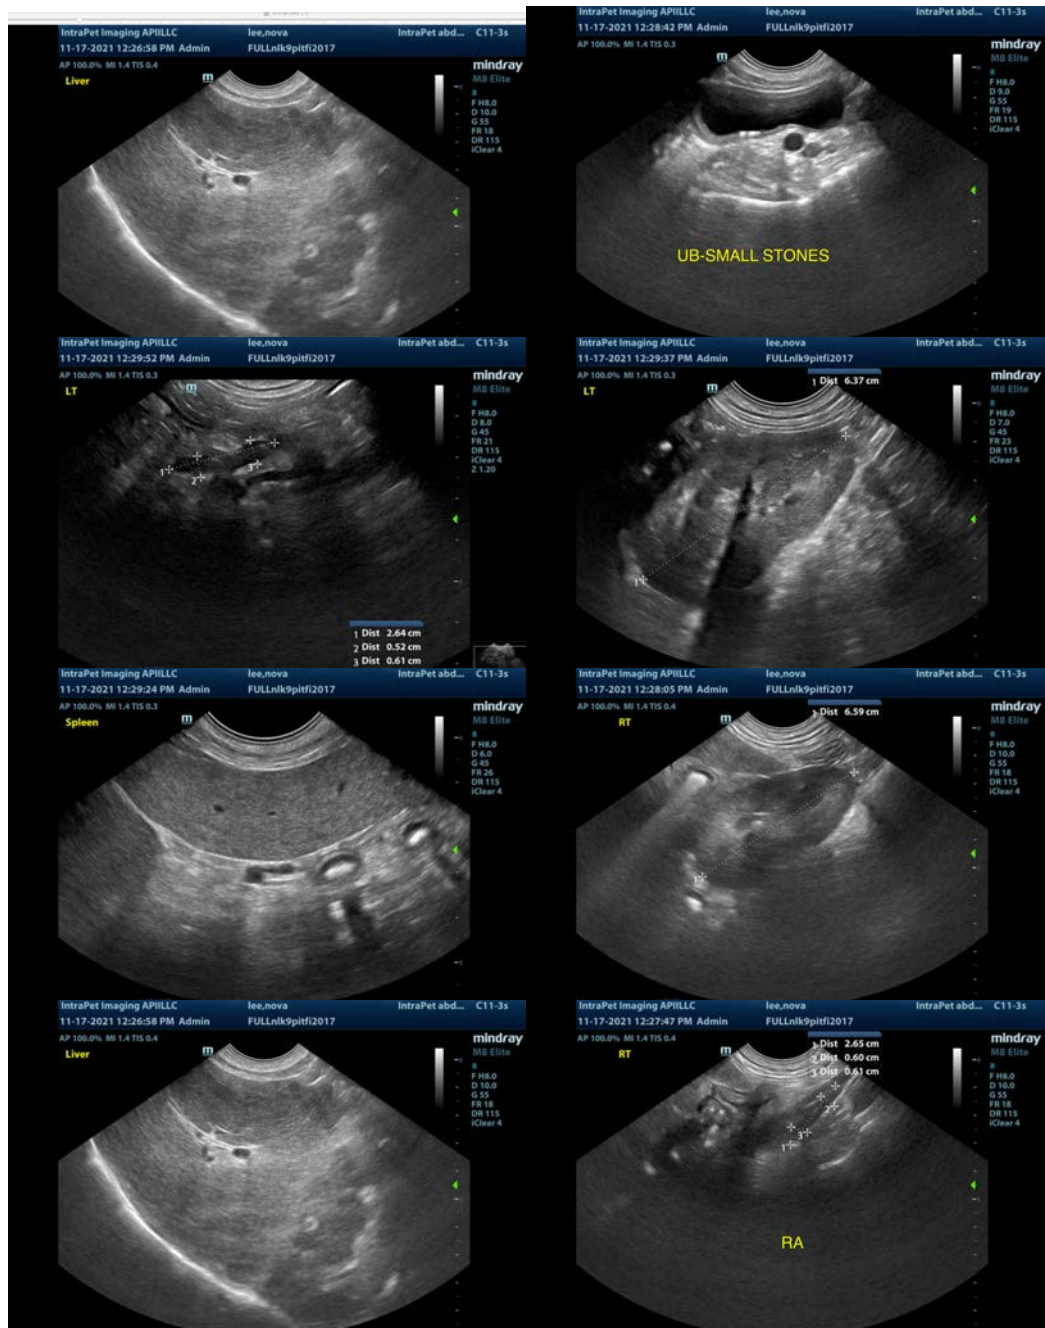 IntraPet Imaging APIILLC lee,nova IntraPet abd... C11-3s
11-17-2021 12:26:58 PM Admin FULLnlk9pitfi2017
AP 100.0% MI 1.4 TIS 0.4
mindray
M8 Elite
Liver
B
F H8.0
D 10.0
G 55
FR 18
DR 115
iClear 4
IntraPet Imaging APIILLC lee,nova IntraPet abd... C11-3s
11-17-2021 12:28:42 PM Admin FULLnlk9pitfi2017
AP 100.0% MI 1.4 TIS 0.3
mindray
M8 Elite
B
F H8.0
D 9.0
G 55
FR 19
DR 115
iClear 4
UB-SMALL STONES
IntraPet Imaging APIILLC lee,nova IntraPet abd... C11-3s
11-17-2021 12:29:52 PM Admin FULLnlk9pitfi2017
AP 100.0% MI 1.4 TIS 0.3
mindray
M8 Elite
LT
B
F H8.0
D 8.0
G 45
FR 21
DR 115
iClear 4
Z 1.20
1
2
3
1 Dist 2.64 cm
2 Dist 0.52 cm
3 Dist 0.61 cm
IntraPet Imaging APIILLC lee,nova IntraPet abd... C11-3s
11-17-2021 12:29:37 PM Admin FULLnlk9pitfi2017
AP 100.0% MI 1.4 TIS 0.3
mindray
M8 Elite
1 Dist 6.37 cm
LT
B
F H8.0
D 7.0
G 45
FR 23
DR 115
iClear 4
1
IntraPet Imaging APIILLC lee,nova IntraPet abd... C11-3s
11-17-2021 12:29:24 PM Admin FULLnlk9pitfi2017
AP 100.0% MI 1.4 TIS 0.3
mindray
M8 Elite
Spleen
B
F H8.0
D 6.0
G 45
FR 26
DR 115
iClear 4
IntraPet Imaging APIILLC lee,nova IntraPet abd... C11-3s
11-17-2021 12:28:05 PM Admin FULLnlk9pitfi2017
AP 100.0% MI 1.4 TIS 0.4
mindray
M8 Elite
Dist 6.59 cm
RT
B
F H8.0
D 10.0
G 55
FR 18
DR 115
iClear 4
1
IntraPet Imaging APIILLC lee,nova IntraPet abd... C11-3s
11-17-2021 12:26:58 PM Admin FULLnlk9pitfi2017
AP 100.0% MI 1.4 TIS 0.4
mindray
M8 Elite
Liver
B
F H8.0
D 10.0
G 55
FR 18
DR 115
iClear 4
IntraPet Imaging APIILLC lee,nova IntraPet abd... C11-3s
11-17-2021 12:27:47 PM Admin FULLnlk9pitfi2017
AP 100.0% MI 1.4 TIS 0.4
mindray
M8 Elite
Dist 2.65 cm
Dist 0.60 cm
Dist 0.61 cm
RT
B
F H8.0
D 10.0
G 55
FR 18
DR 115
iClear 4
2
3
1
RA